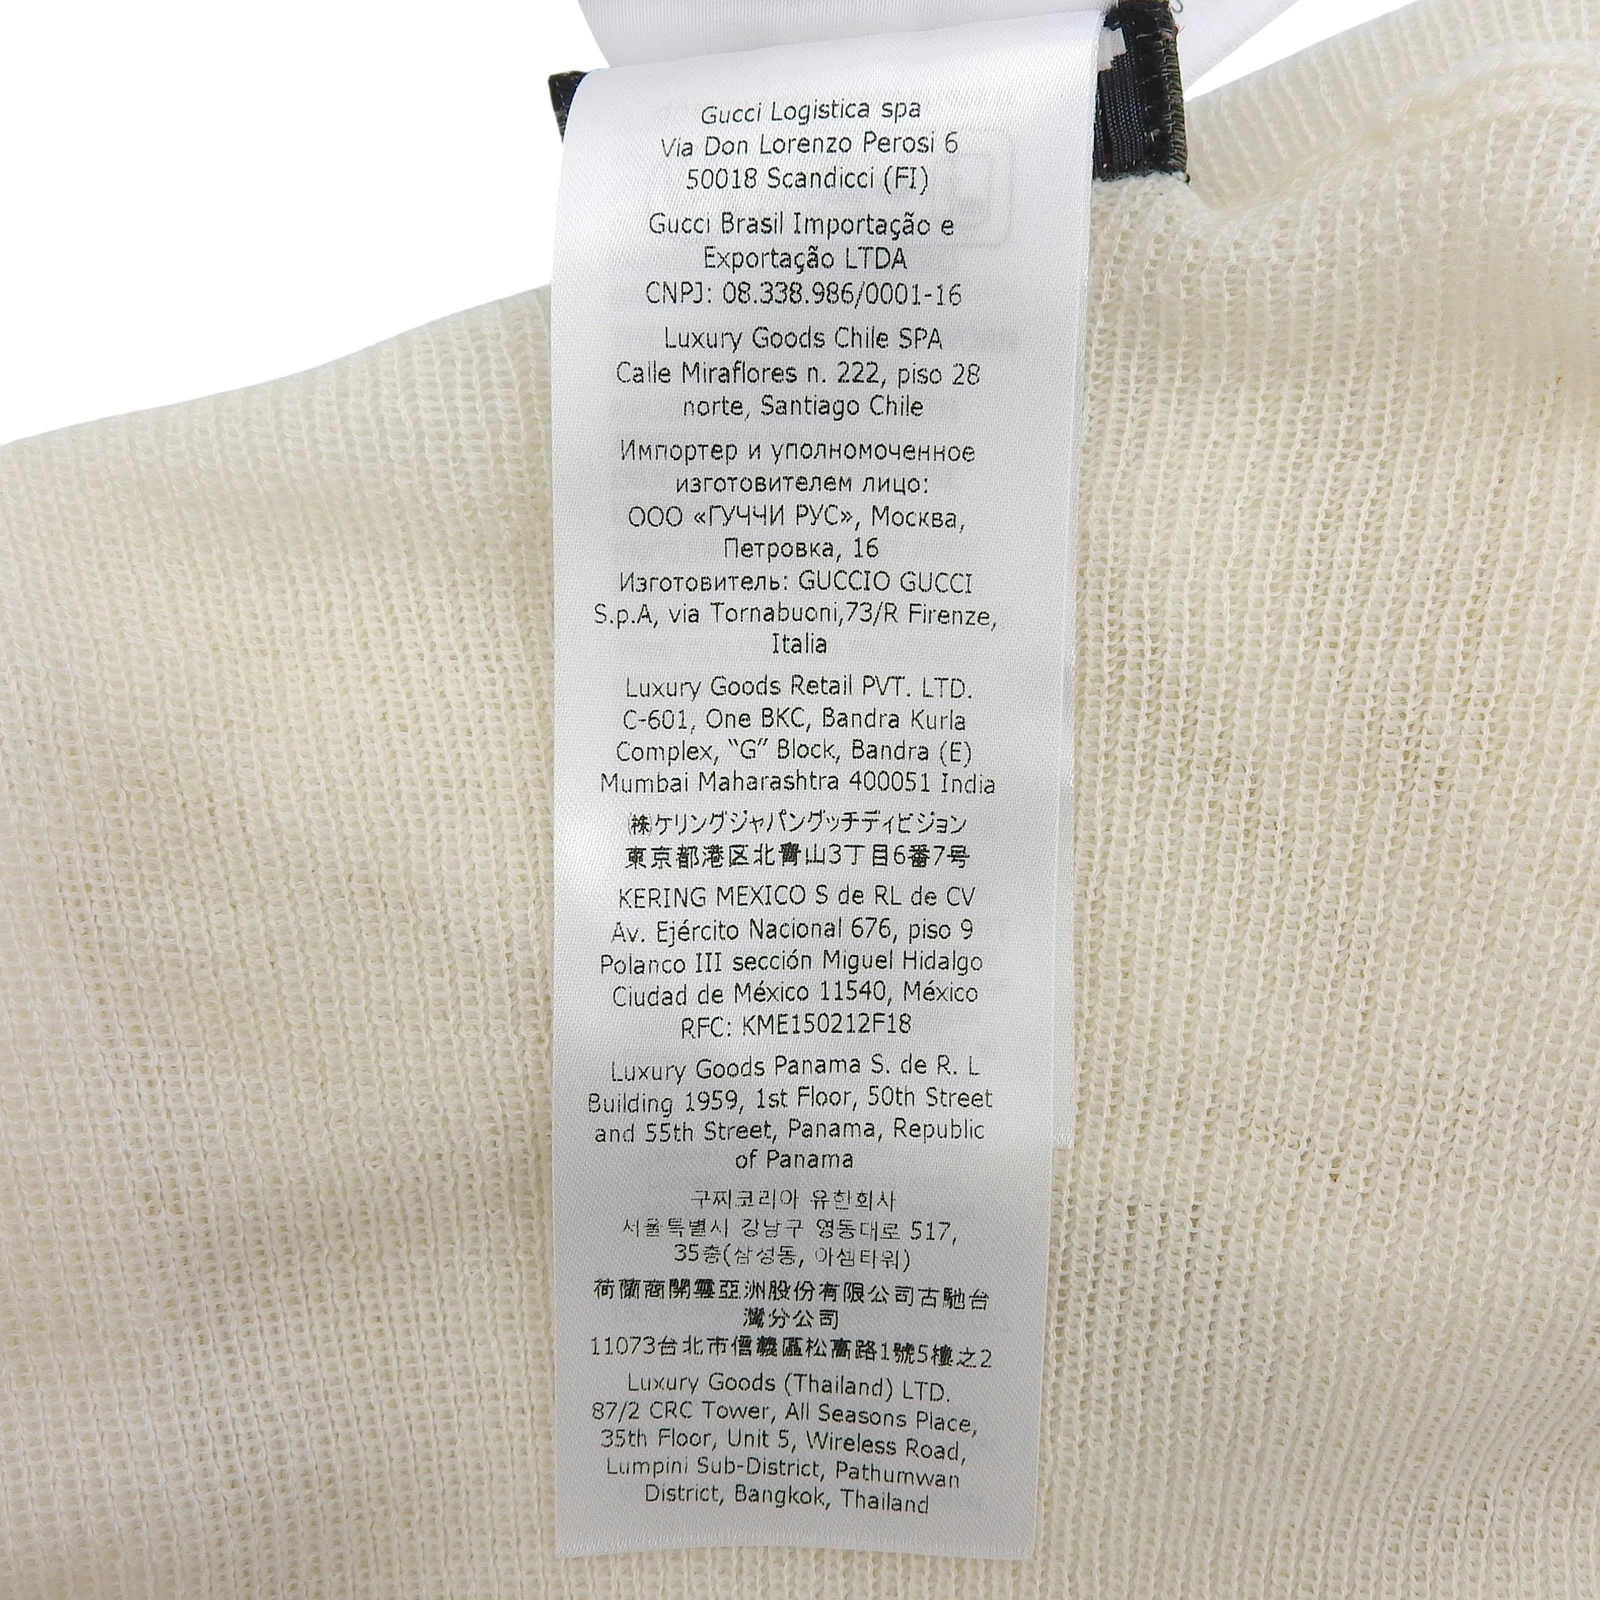 Gucci Logistica spa
Via Don Lorenzo Perosi 6
50018 Scandicci (FI)
Gucci Brasil Importação e
Exportação LTDA
CNPJ: 08.338.986/0001-16
Luxury Goods Chile SPA
Calle Miraflores n. 222, piso 28
norte, Santiago Chile
Импортер и уполномоченное
изготовителем лицо:
ООО «ГУЧЧИ РУС», Москва,
Петровка, 16
Изготовитель: GUCCIO GUCCI
S.p.A, via Tornabuoni,73/R Firenze,
Italia
Luxury Goods Retail PVT. LTD.
C-601, One BKC, Bandra Kurla
Complex, “G” Block, Bandra (E)
Mumbai Maharashtra 400051 India
㈱ケリングジャパングッチディビジョン
東京都港区北青山3丁目6番7号
KERING MEXICO S de RL de CV
Av. Ejército Nacional 676, piso 9
Polanco III sección Miguel Hidalgo
Ciudad de México 11540, México
RFC: KME150212F18
Luxury Goods Panama S. de R. L
Building 1959, 1st Floor, 50th Street
and 55th Street, Panama, Republic
of Panama
구찌코리아 유한회사
서울특별시 강남구 영동대로 517,
35층(삼성동, 아셈타워)
荷蘭商開雲亞洲股份有限公司古馳台
灣分公司
11073台北市信義區松高路1號5樓之2
Luxury Goods (Thailand) LTD.
87/2 CRC Tower, All Seasons Place,
35th Floor, Unit 5, Wireless Road,
Lumpini Sub-District, Pathumwan
District, Bangkok, Thailand